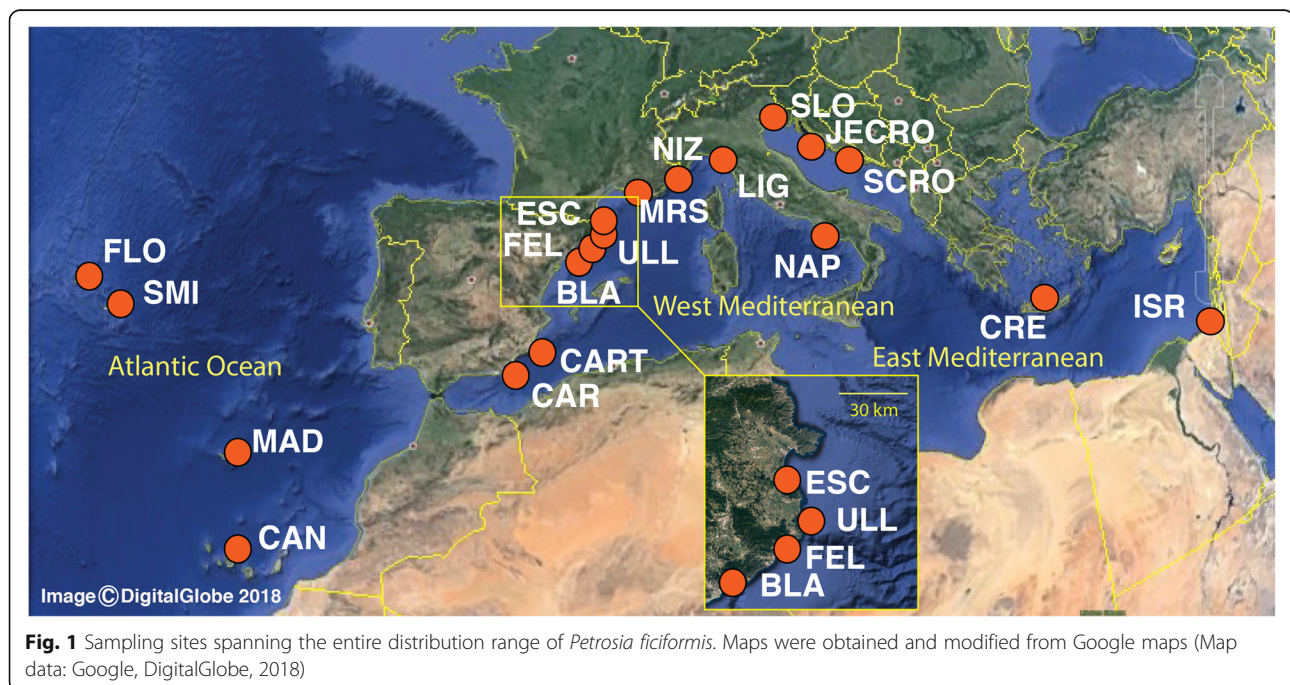 SLO
JECRO
NIZ
SCRO
LIG
ESC
MRS
FEL
ULL
NAP
FLO
BLA
SMI
West Mediterranean
ISR
CRE
Atlantic Ocean
CART
East Mediterranean
CAR
30 km
MAD
ESC
ULL
CAN
FEL
BLA
Image©DigitalGlobe 2018
Fig. 1 Sampling sites spanning the entire distribution range of Petrosia ficiformis. Maps were obtained and modified from Google maps (Map
data: Google, DigitalGlobe, 2018)